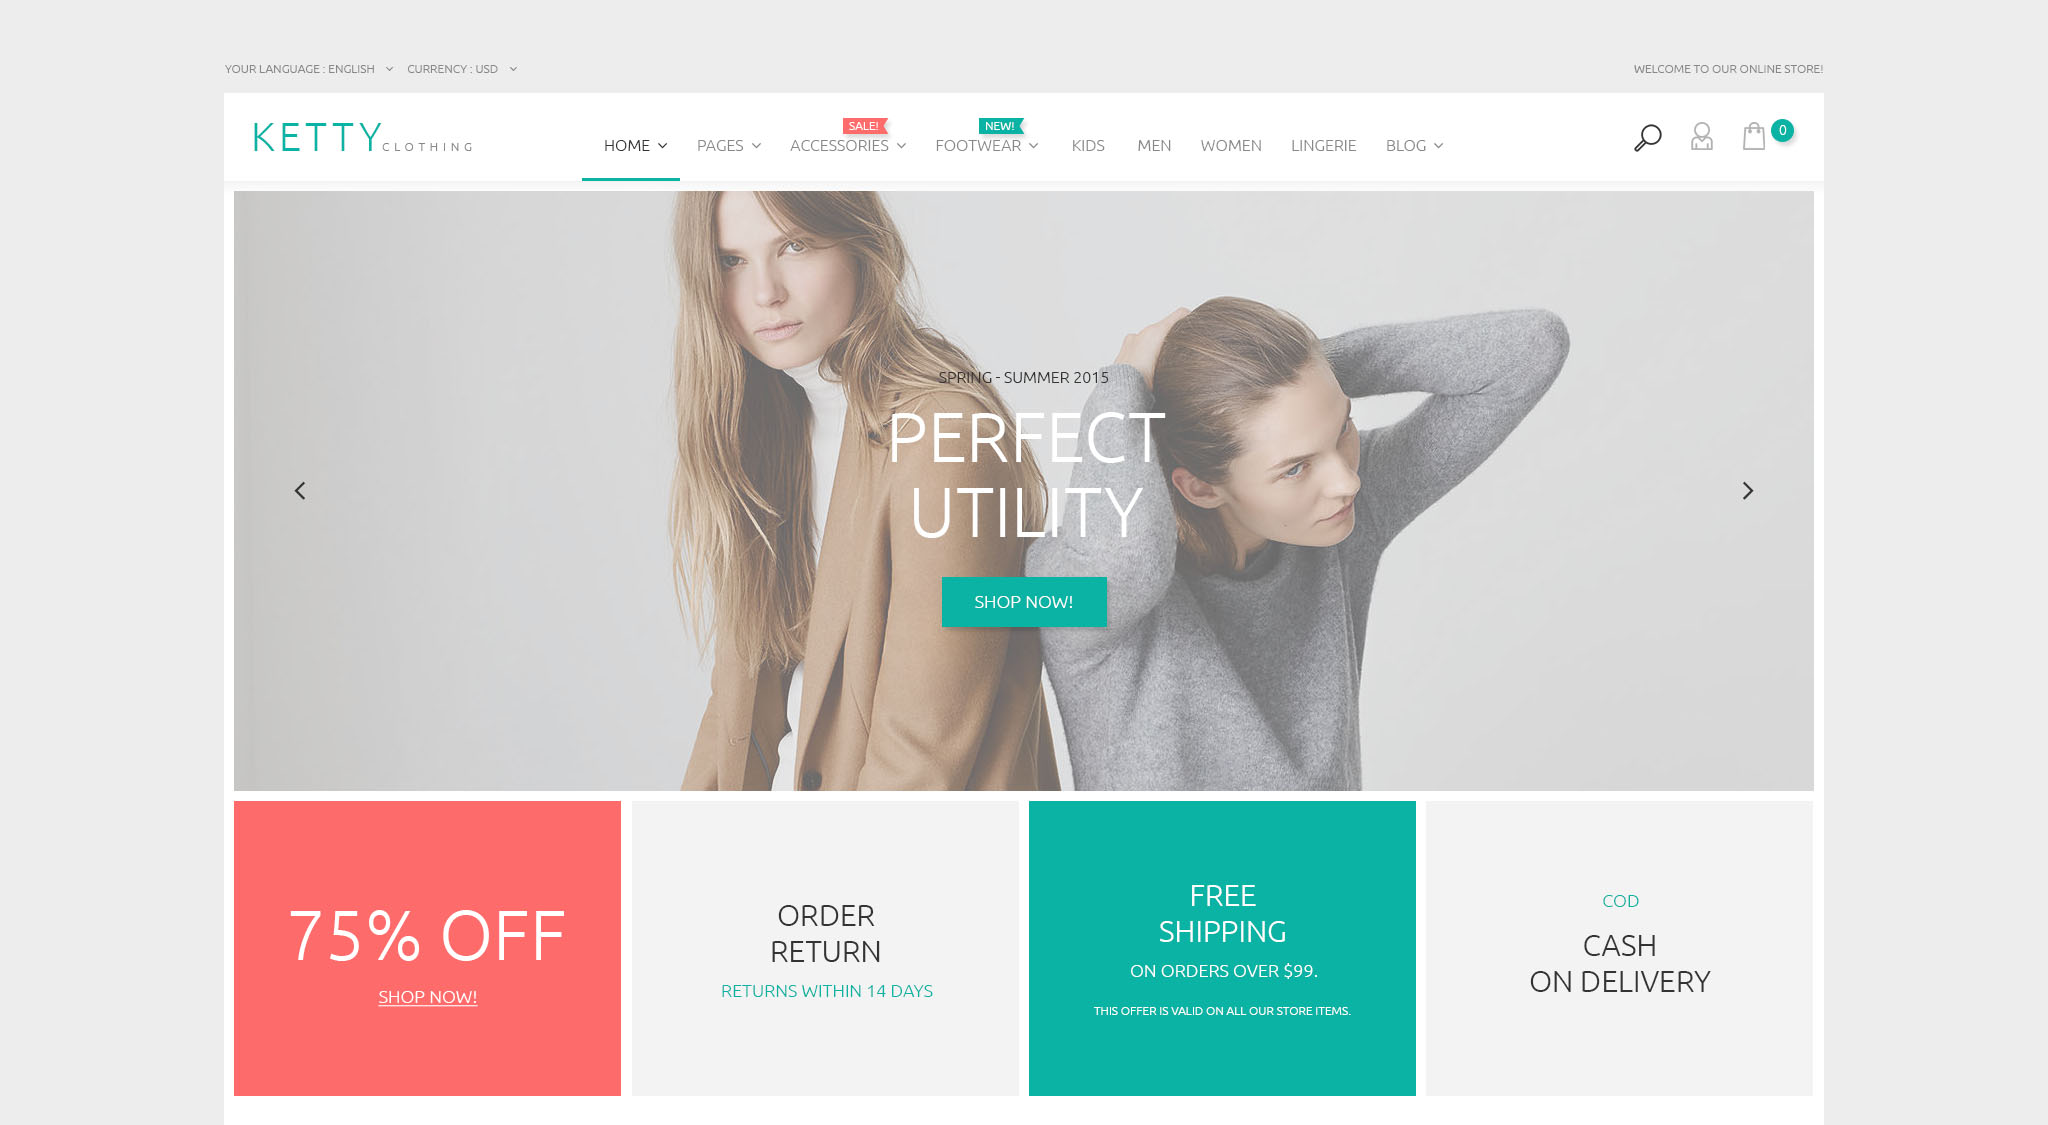 YOUR LANGUAGE : ENGLISH CURRENCY : USD WELCOME TO OUR ONLINE STORE!
KETTY CLOTHING
SALE! NEW!
HOME PAGES ACCESSORIES FOOTWEAR KIDS MEN WOMEN LINGERIE BLOG 0
SPRING - SUMMER 2015
PERFECT
UTILITY
SHOP NOW!
75% OFF
SHOP NOW!
ORDER
RETURN
RETURNS WITHIN 14 DAYS
FREE
SHIPPING
ON ORDERS OVER $99.
THIS OFFER IS VALID ON ALL OUR STORE ITEMS.
COD
CASH
ON DELIVERY